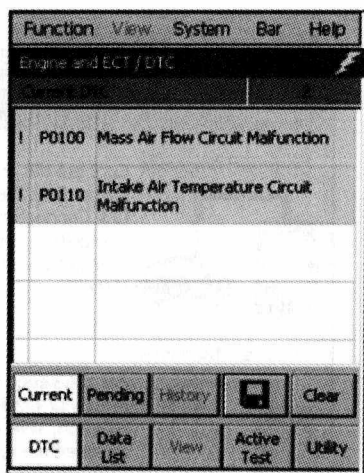 Function View System Bar Help
Engine and ECT / DTC
Current DTC 2
! P0100 Mass Air Flow Circuit Malfunction
! P0110 Intake Air Temperature Circuit
Malfunction
Current Pending History Clear
DTC Data List View Active Test Utility